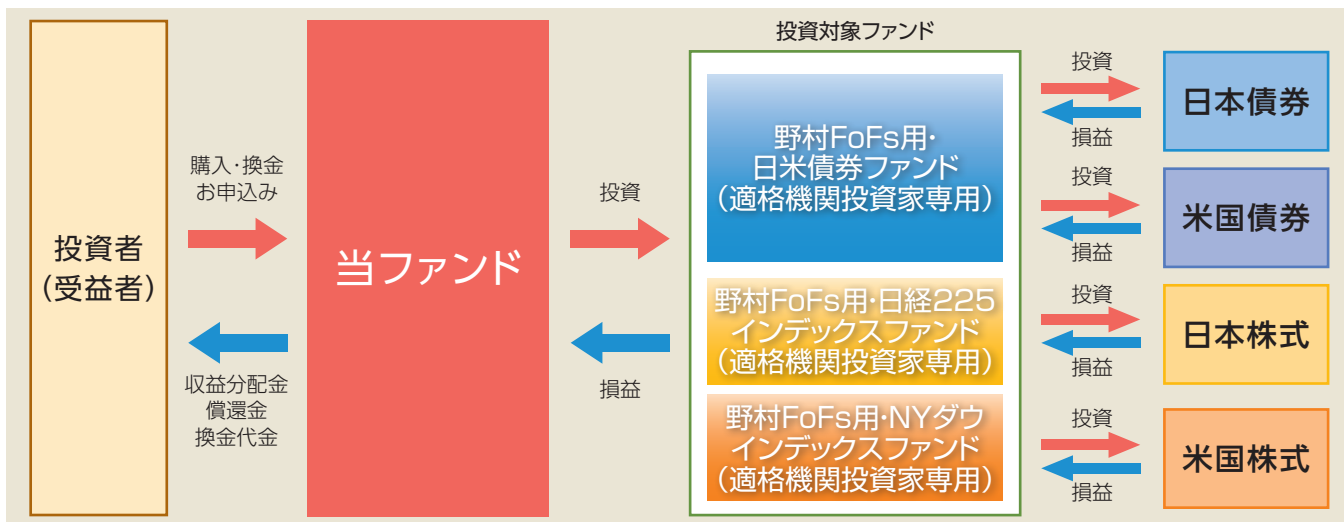 投資者
（受益者）
購入・換金
お申込み
収益分配金
償還金
換金代金
当ファンド
投資
損益
投資対象ファンド
野村FoFs用・
日米債券ファンド
（適格機関投資家専用）
野村FoFs用・日経225
インデックスファンド
（適格機関投資家専用）
野村FoFs用・NYダウ
インデックスファンド
（適格機関投資家専用）
投資
損益
日本債券
投資
損益
米国債券
投資
損益
日本株式
投資
損益
米国株式